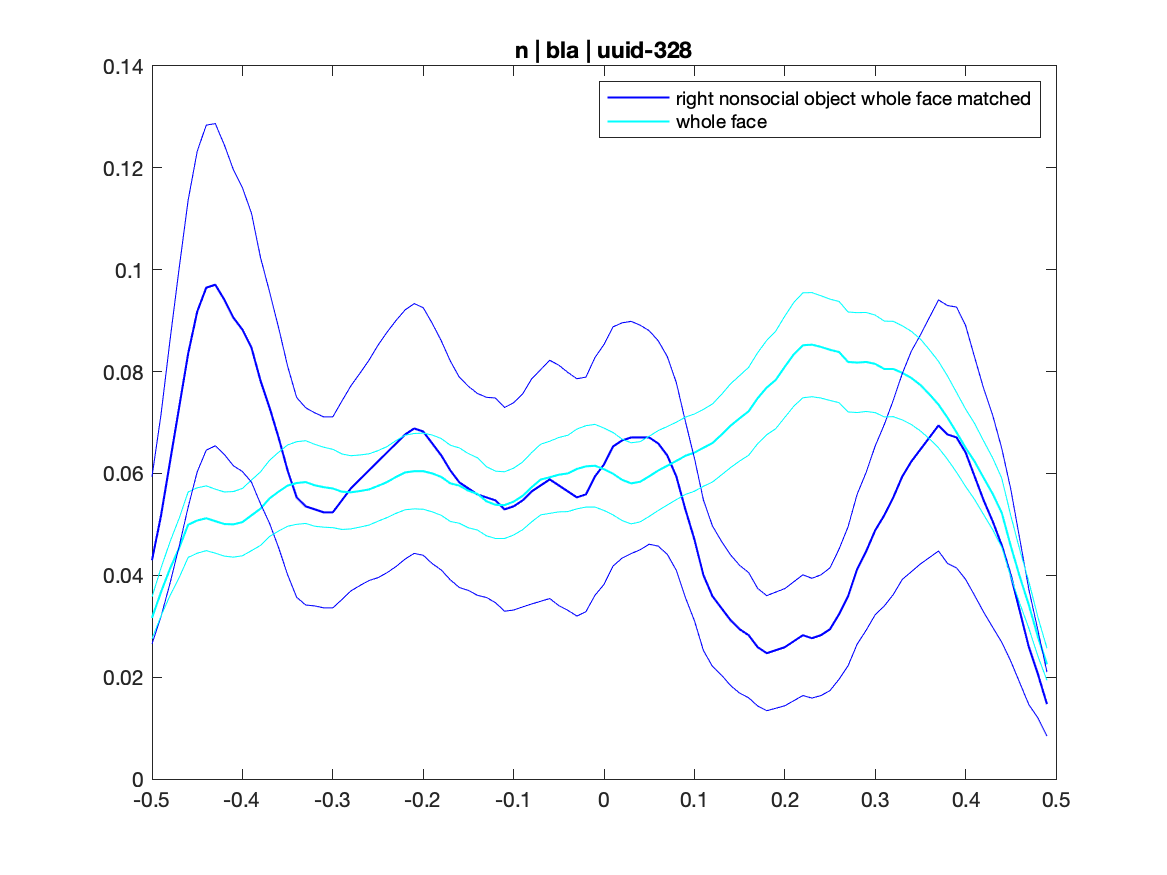 n | bla | uuid-328
right nonsocial object whole face matched
whole face
0.14
0.12
0.1
0.08
0.06
0.04
0.02
0
-0.5 -0.4 -0.3 -0.2 -0.1 0 0.1 0.2 0.3 0.4 0.5